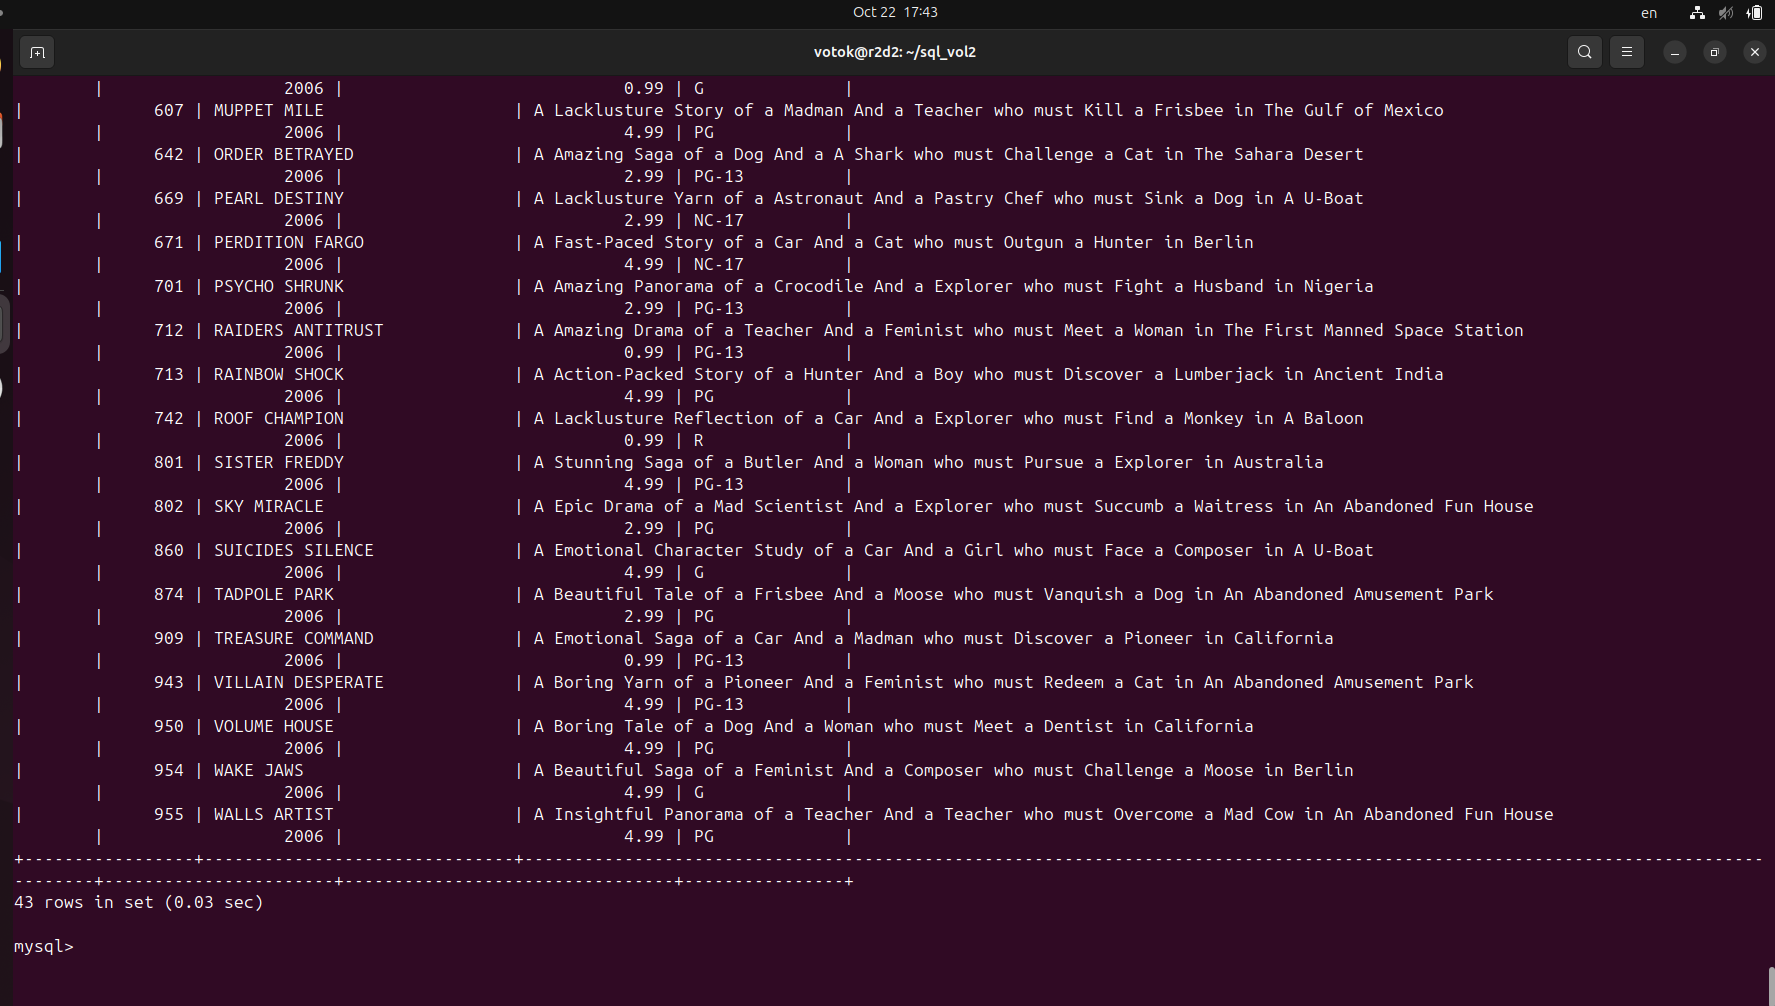 Oct 22 17:43
en
votok@r2d2: ~/sql_vol2
| 2006 | 0.99 | G |
| 607 | MUPPET MILE | A Lacklusture Story of a Madman And a Teacher who must Kill a Frisbee in The Gulf of Mexico
| 2006 | 4.99 | PG |
| 642 | ORDER BETRAYED | A Amazing Saga of a Dog And a A Shark who must Challenge a Cat in The Sahara Desert
| 2006 | 2.99 | PG-13 |
| 669 | PEARL DESTINY | A Lacklusture Yarn of a Astronaut And a Pastry Chef who must Sink a Dog in A U-Boat
| 2006 | 2.99 | NC-17 |
| 671 | PERDITION FARGO | A Fast-Paced Story of a Car And a Cat who must Outgun a Hunter in Berlin
| 2006 | 4.99 | NC-17 |
| 701 | PSYCHO SHRUNK | A Amazing Panorama of a Crocodile And a Explorer who must Fight a Husband in Nigeria
| 2006 | 2.99 | PG-13 |
| 712 | RAIDERS ANTITRUST | A Amazing Drama of a Teacher And a Feminist who must Meet a Woman in The First Manned Space Station
| 2006 | 0.99 | PG-13 |
| 713 | RAINBOW SHOCK | A Action-Packed Story of a Hunter And a Boy who must Discover a Lumberjack in Ancient India
| 2006 | 4.99 | PG |
| 742 | ROOF CHAMPION | A Lacklusture Reflection of a Car And a Explorer who must Find a Monkey in A Baloon
| 2006 | 0.99 | R |
| 801 | SISTER FREDDY | A Stunning Saga of a Butler And a Woman who must Pursue a Explorer in Australia
| 2006 | 4.99 | PG-13 |
| 802 | SKY MIRACLE | A Epic Drama of a Mad Scientist And a Explorer who must Succumb a Waitress in An Abandoned Fun House
| 2006 | 2.99 | PG |
| 860 | SUICIDES SILENCE | A Emotional Character Study of a Car And a Girl who must Face a Composer in A U-Boat
| 2006 | 4.99 | G |
| 874 | TADPOLE PARK | A Beautiful Tale of a Frisbee And a Moose who must Vanquish a Dog in An Abandoned Amusement Park
| 2006 | 2.99 | PG |
| 909 | TREASURE COMMAND | A Emotional Saga of a Car And a Madman who must Discover a Pioneer in California
| 2006 | 0.99 | PG-13 |
| 943 | VILLAIN DESPERATE | A Boring Yarn of a Pioneer And a Feminist who must Redeem a Cat in An Abandoned Amusement Park
| 2006 | 4.99 | PG-13 |
| 950 | VOLUME HOUSE | A Boring Tale of a Dog And a Woman who must Meet a Dentist in California
| 2006 | 4.99 | PG |
| 954 | WAKE JAWS | A Beautiful Saga of a Feminist And a Composer who must Challenge a Moose in Berlin
| 2006 | 4.99 | G |
| 955 | WALLS ARTIST | A Insightful Panorama of a Teacher And a Teacher who must Overcome a Mad Cow in An Abandoned Fun House
| 2006 | 4.99 | PG |
+-----------------+-------------------------------+----------------------------------------------------------------------------------------------------------------------------
--------+-----------------------+---------------------------------+----------------+
43 rows in set (0.03 sec)
mysql>